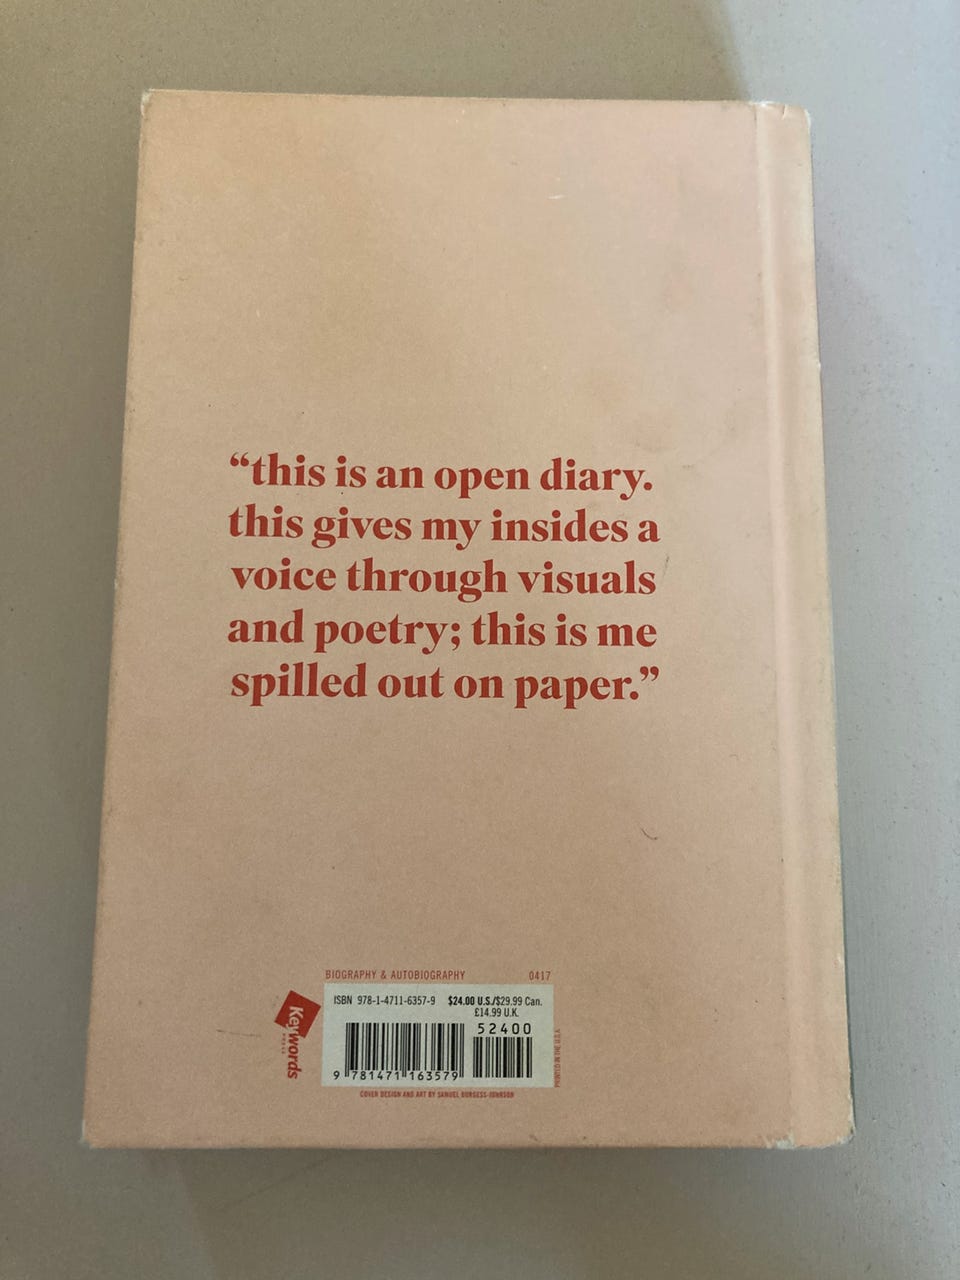 “this is an open diary.
this gives my insides a
voice through visuals
and poetry; this is me
spilled out on paper.”
BIOGRAPHY & AUTOBIOGRAPHY 0417
ISBN 978-1-4711-6357-9 $24.00 U.S./$29.99 Can.
£14.99 U.K.
52400
9 781471 163579
Keywords
PRESS
PRINTED IN THE U.S.A
COVER DESIGN AND ART BY SAMUEL BURGESS-JOHNSON